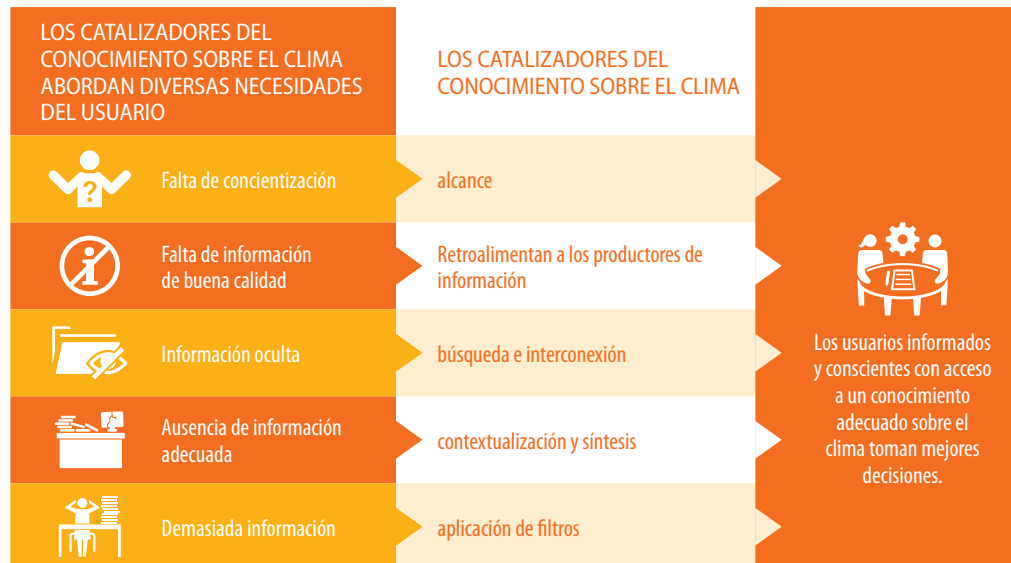 LOS CATALIZADORES DEL
CONOCIMIENTO SOBRE EL CLIMA
ABORDAN DIVERSAS NECESIDADES
DEL USUARIO
LOS CATALIZADORES DEL
CONOCIMIENTO SOBRE EL CLIMA
?
Falta de concientización
alcance
Falta de información
de buena calidad
Retroalimentan a los productores de
información
Información oculta
búsqueda e interconexión
Ausencia de información
adecuada
contextualización y síntesis
Demasiada información
aplicación de filtros
Los usuarios informados
y conscientes con acceso
a un conocimiento
adecuado sobre el
clima toman mejores
decisiones.